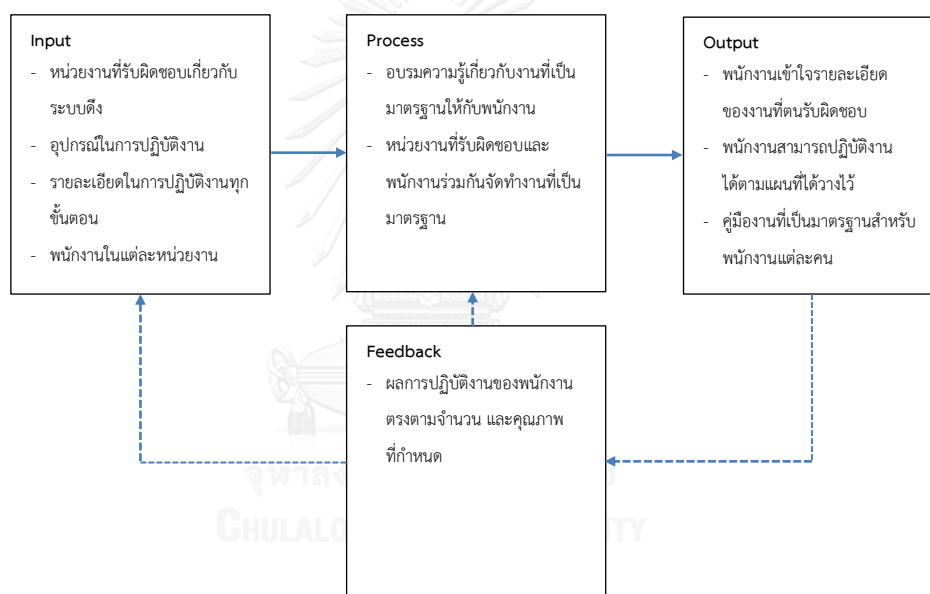 Input
- หน่วยงานที่รับผิดชอบเกี่ยวกับ
ระบบดึง
- อุปกรณ์ในการปฏิบัติงาน
- รายละเอียดในการปฏิบัติงานทุก
ขั้นตอน
- พนักงานในแต่ละหน่วยงาน
Process
- อบรมความรู้เกี่ยวกับงานที่เป็น
มาตรฐานให้กับพนักงาน
- หน่วยงานที่รับผิดชอบและ
พนักงานร่วมกันจัดทำงานที่เป็น
มาตรฐาน
Output
- พนักงานเข้าใจรายละเอียด
ของงานที่ตนรับผิดชอบ
- พนักงานสามารถปฏิบัติงาน
ได้ตามแผนที่ได้วางไว้
- คู่มืองานที่เป็นมาตรฐานสำหรับ
พนักงานแต่ละคน
Feedback
- ผลการปฏิบัติงานของพนักงาน
ตรงตามจำนวน และคุณภาพ
ที่กำหนด